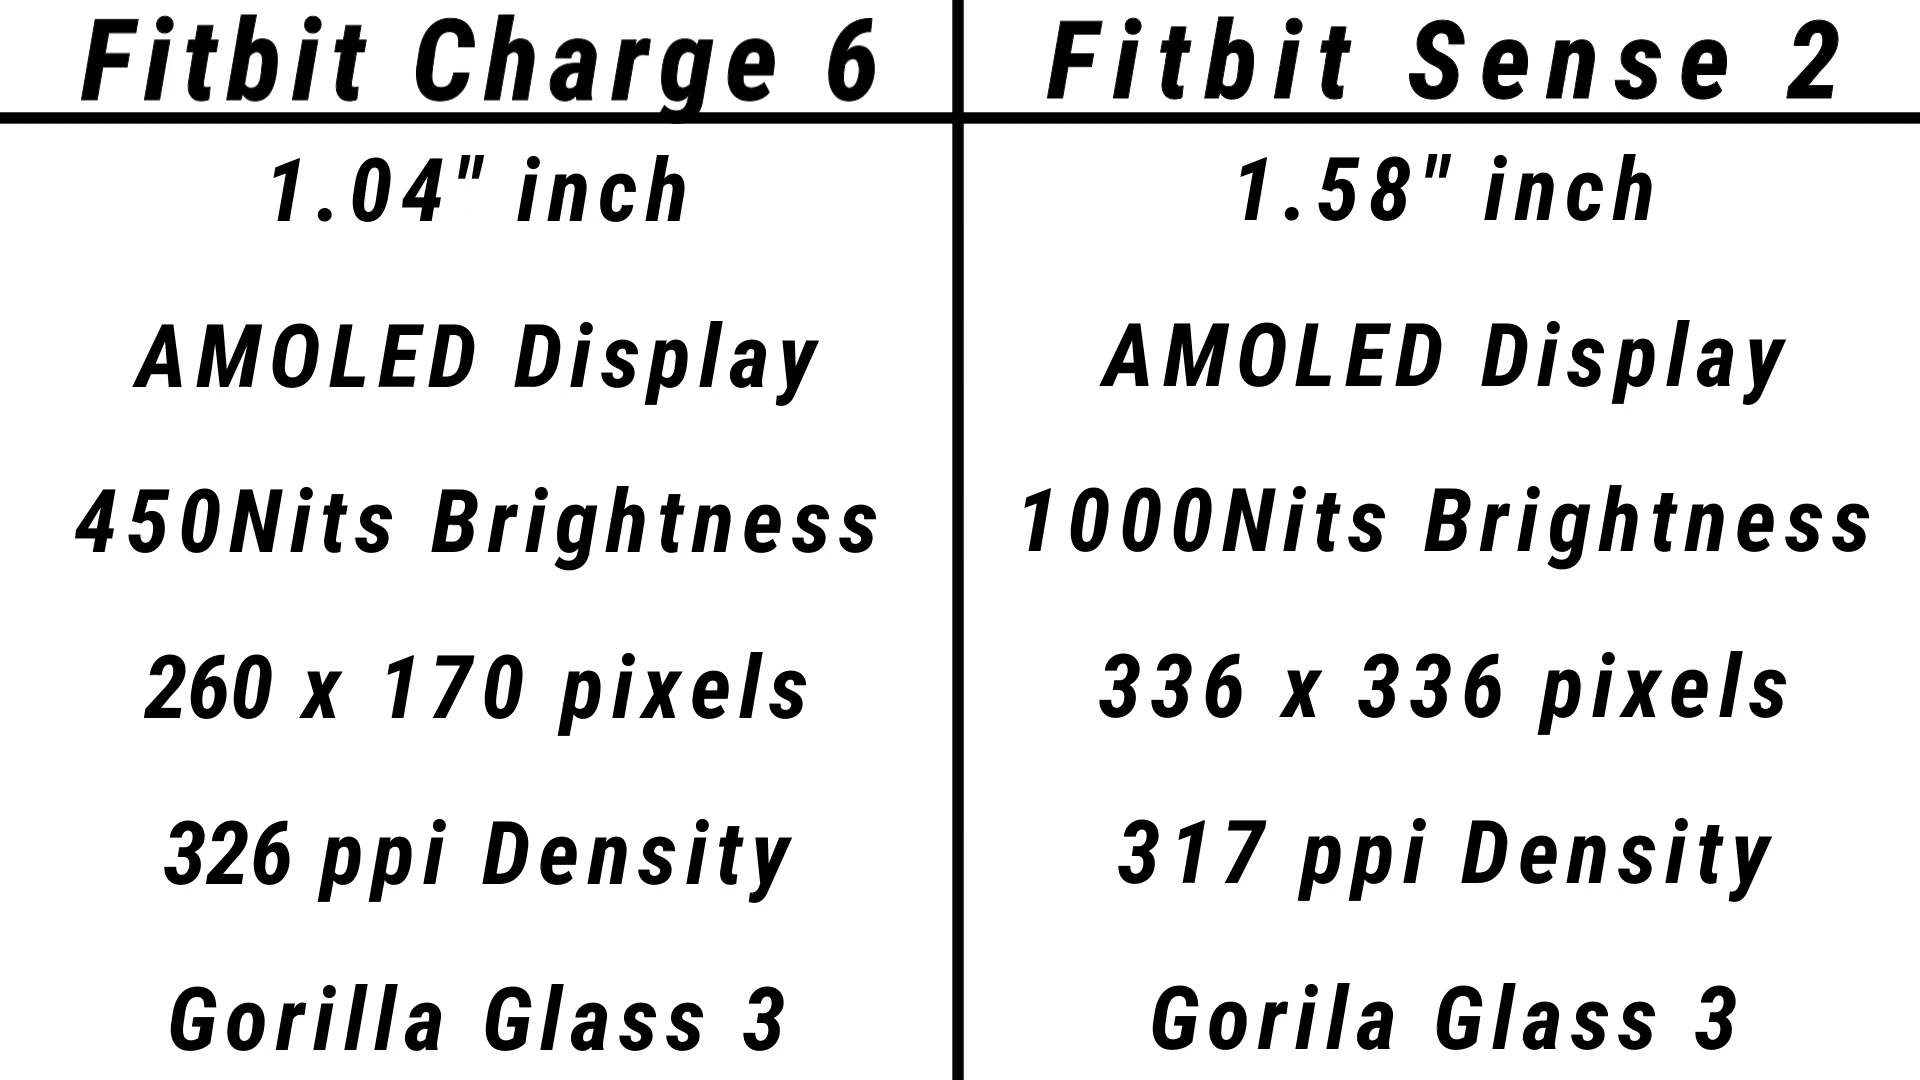 Fitbit Charge 6
Fitbit Sense 2
1.04" inch
1.58" inch
AMOLED Display
AMOLED Display
450Nits Brightness
1000Nits Brightness
260 x 170 pixels
336 x 336 pixels
326 ppi Density
317 ppi Density
Gorilla Glass 3
Gorila Glass 3